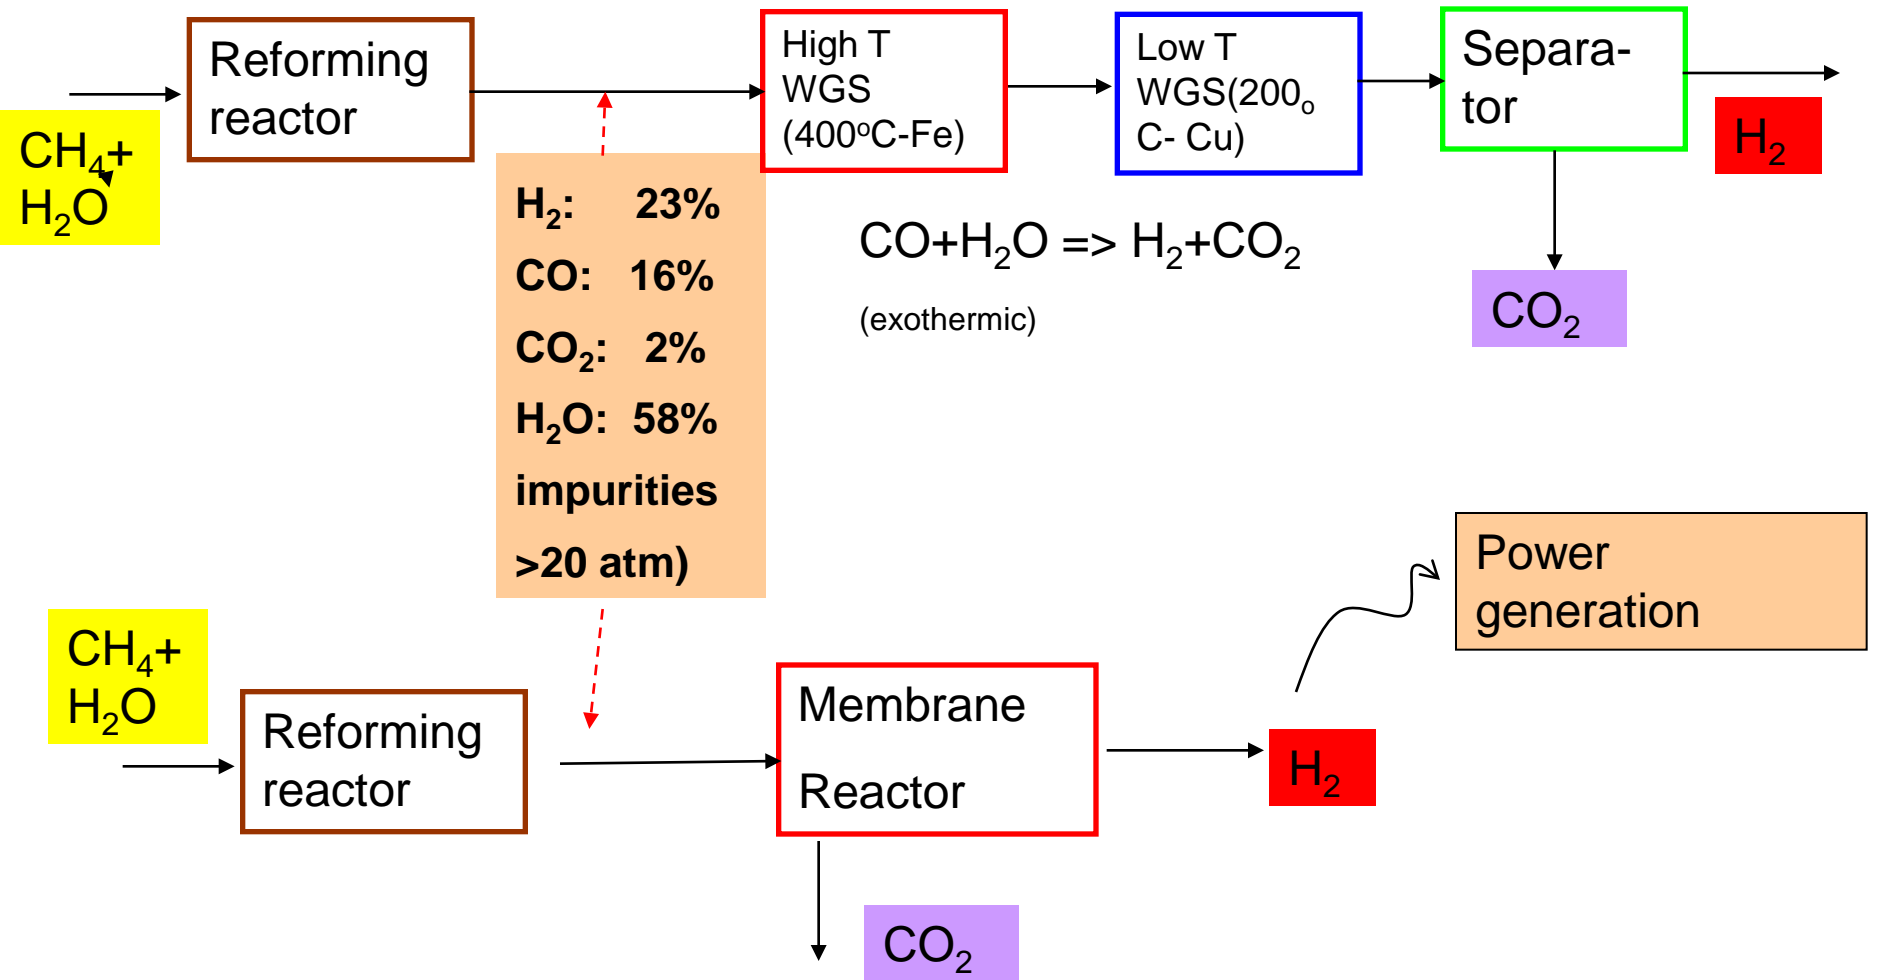 Reforming
reactor
High T
WGS
(400°C-Fe)
Low T
WGS(200ₒ
C- Cu)
Separa-
tor
CH₄+
H₂O
H₂
H₂: 23%
CO: 16%
CO₂: 2%
H₂O: 58%
impurities
>20 atm)
CO+H₂O => H₂+CO₂
(exothermic)
CO₂
Power
generation
CH₄+
H₂O
Reforming
reactor
Membrane
Reactor
H₂
CO₂